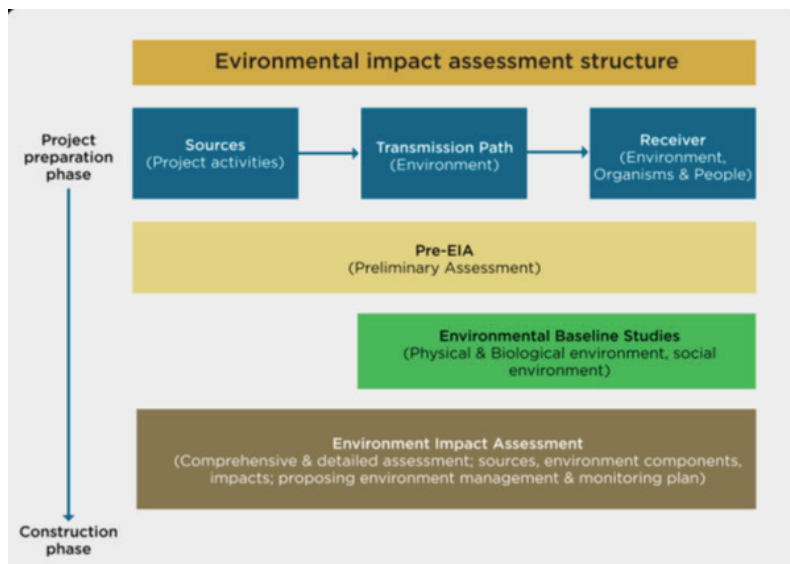 Evironmental impact assessment structure
Project
preparation
phase
Sources
(Project activities)
Transmission Path
(Environment)
Receiver
(Environment,
Organisms & People)
Pre-EIA
(Preliminary Assessment)
Environmental Baseline Studies
(Physical & Biological environment, social
environment)
Environment Impact Assessment
(Comprehensive & detailed assessment; sources, environment components,
impacts; proposing environment management & monitoring plan)
Construction
phase